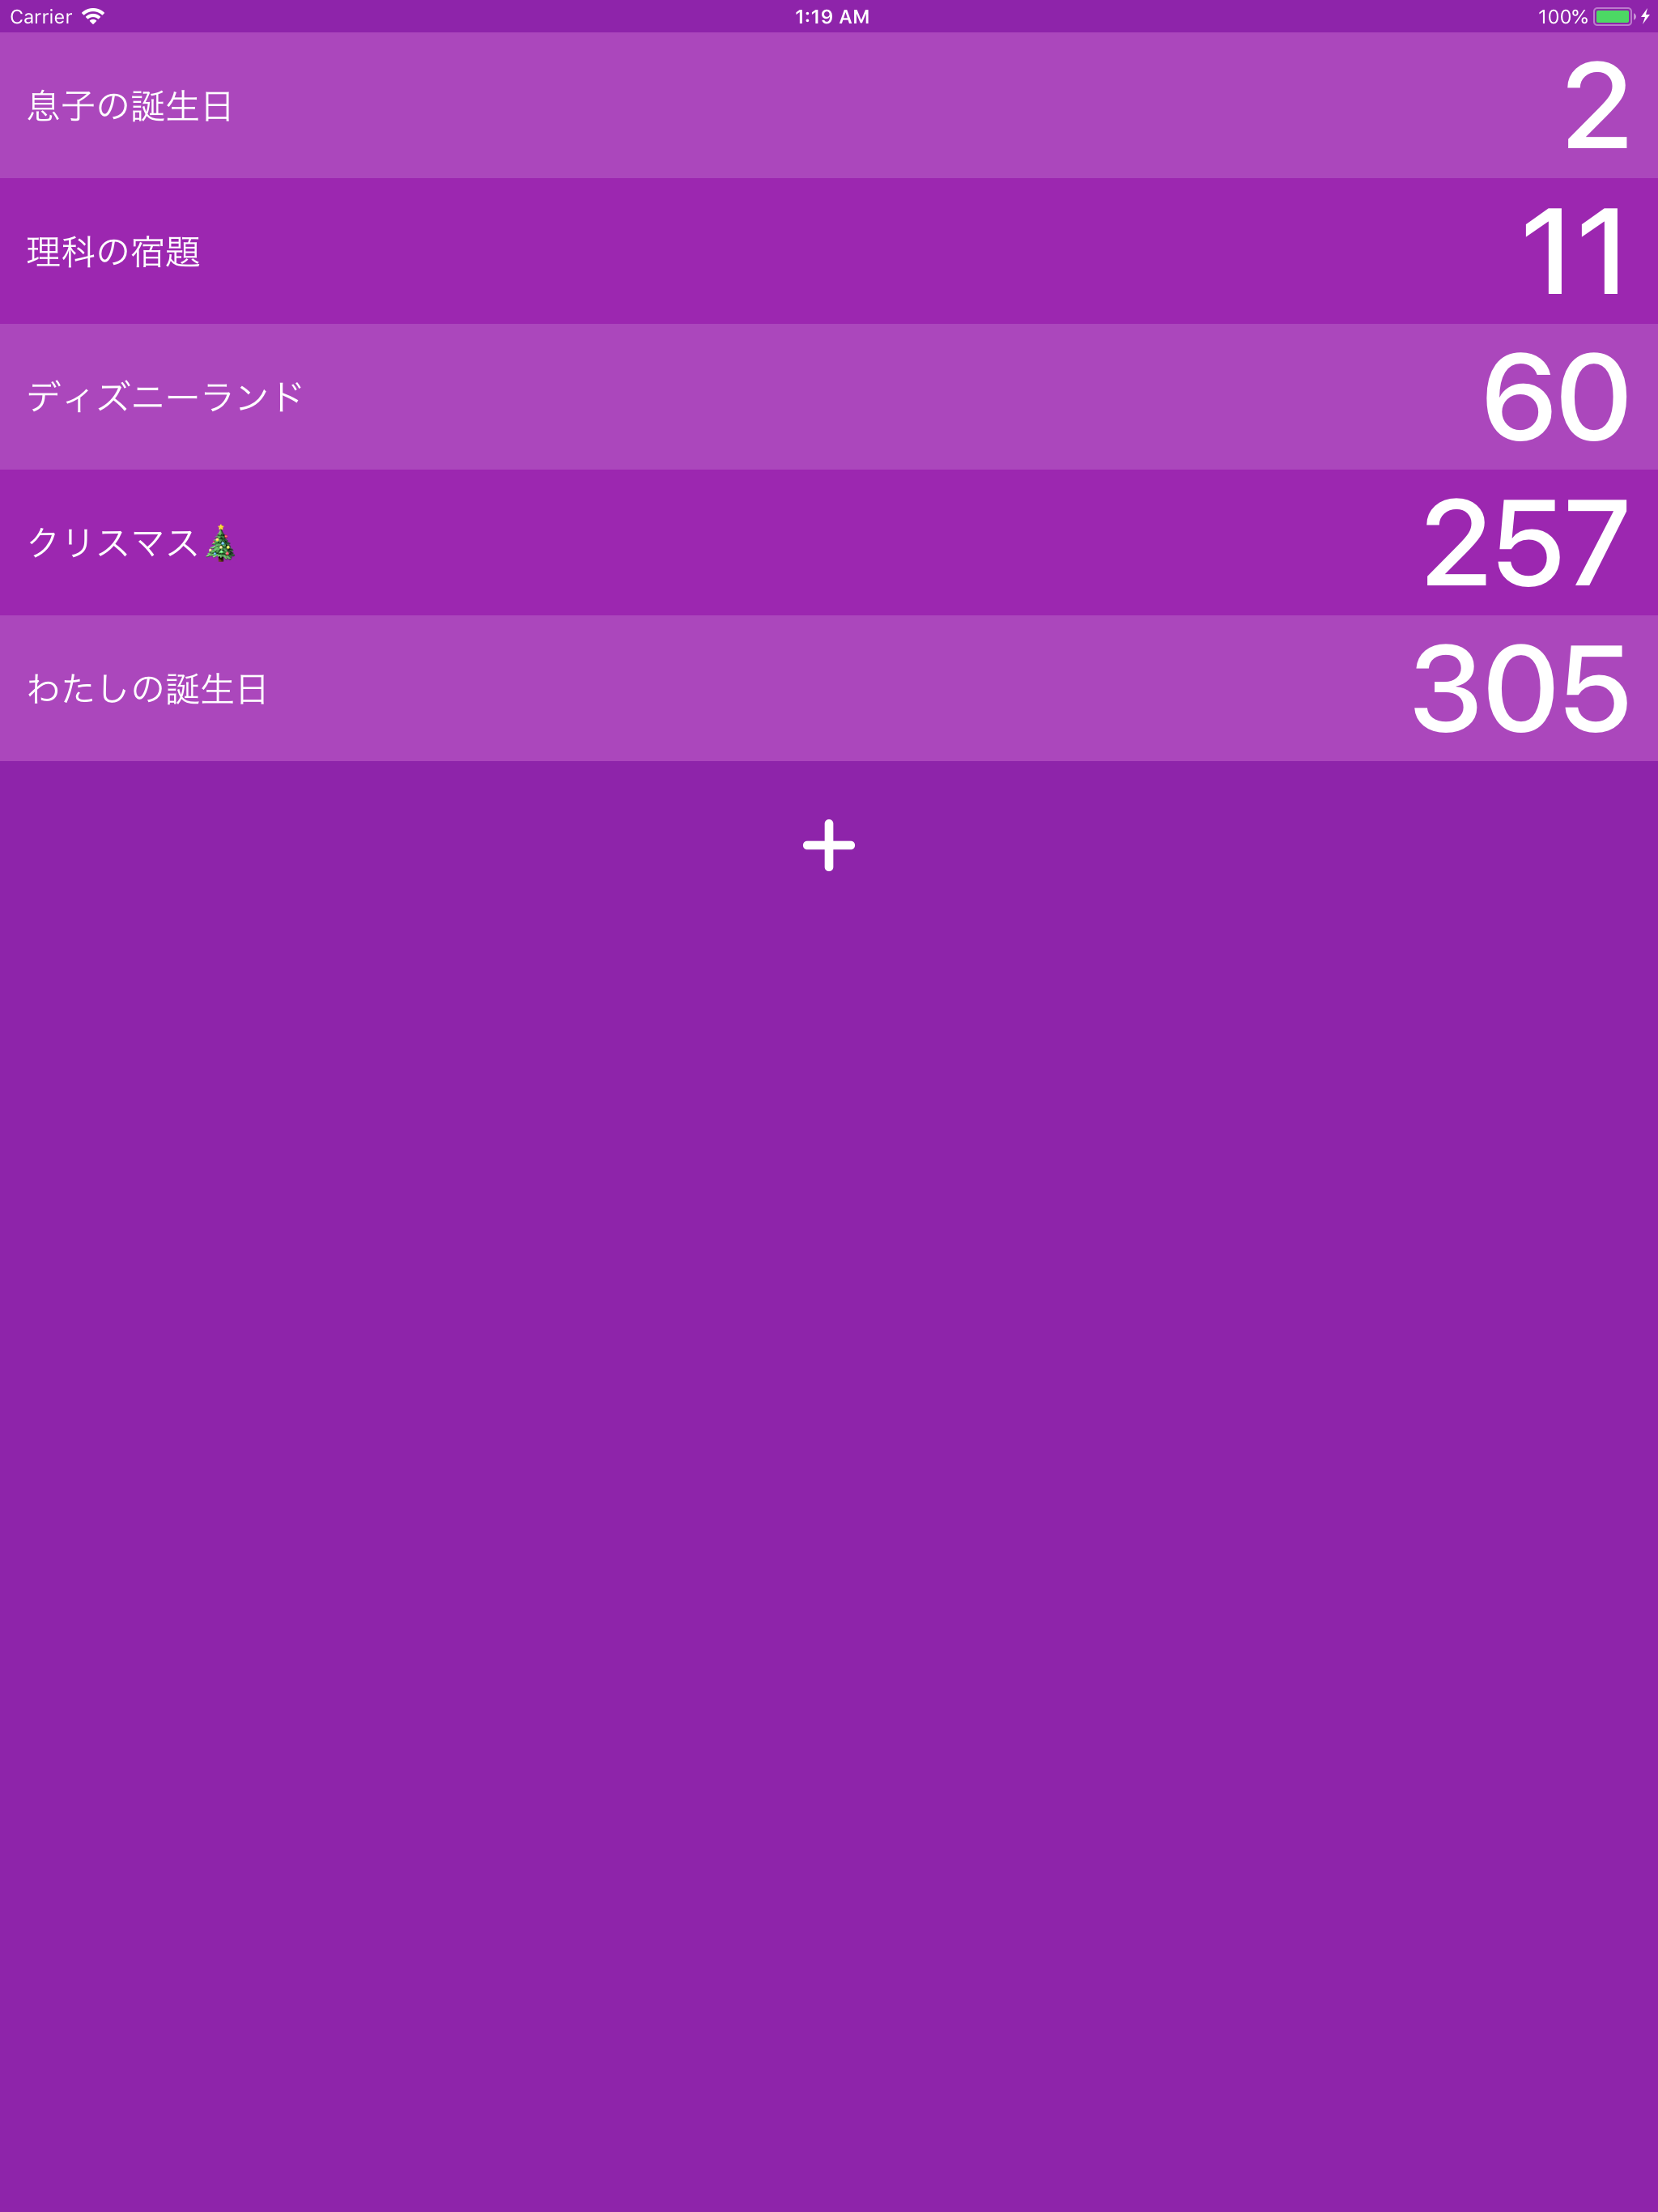 Carrier 1:19 AM 100%
息子の誕生日 2
理科の宿題 11
ディズニーランド 60
クリスマス🎄 257
わたしの誕生日 305